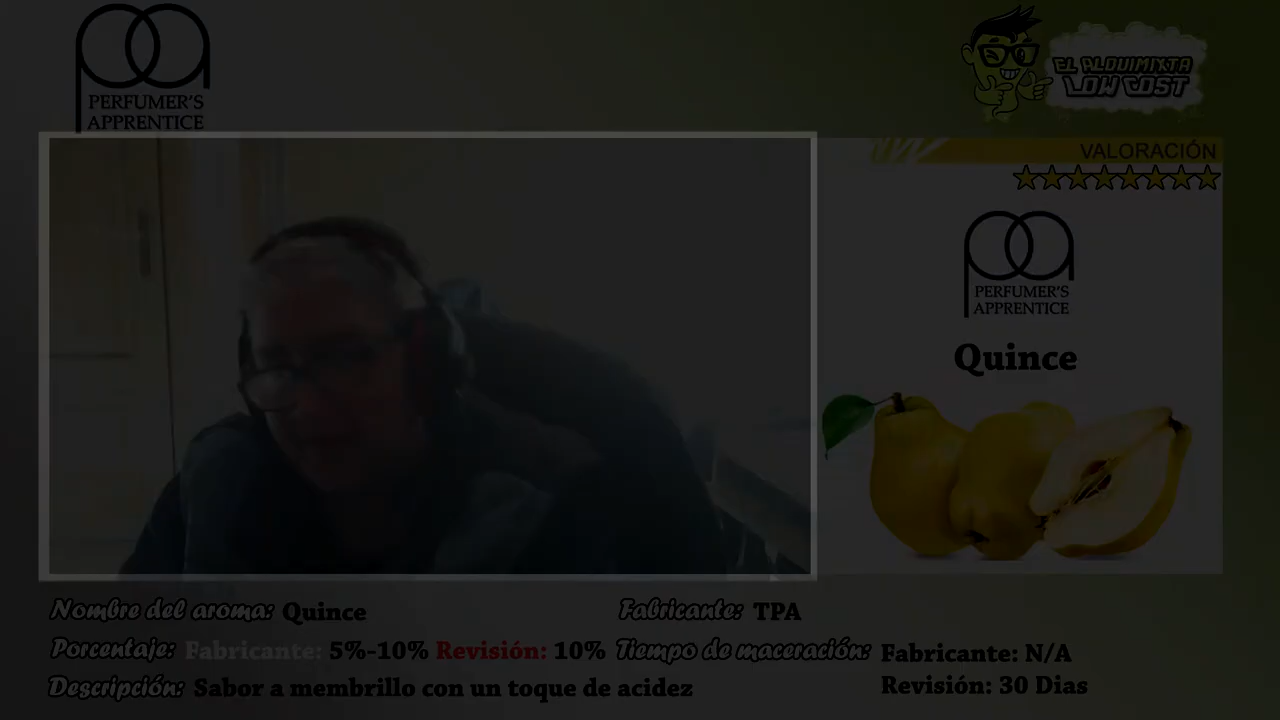 PERFUMER'S
APPRENTICE
EL ALQUIMIXTA
LOW COST
VALORACIÓN
PERFUMER'S
APPRENTICE
Quince
Nombre del aroma: Quince
Fabricante: TPA
Porcentaje: Fabricante: 5%-10% Revisión: 10%
Tiempo de maceración: Fabricante: N/A
Revisión: 30 Dias
Descripción: Sabor a membrillo con un toque de acidez